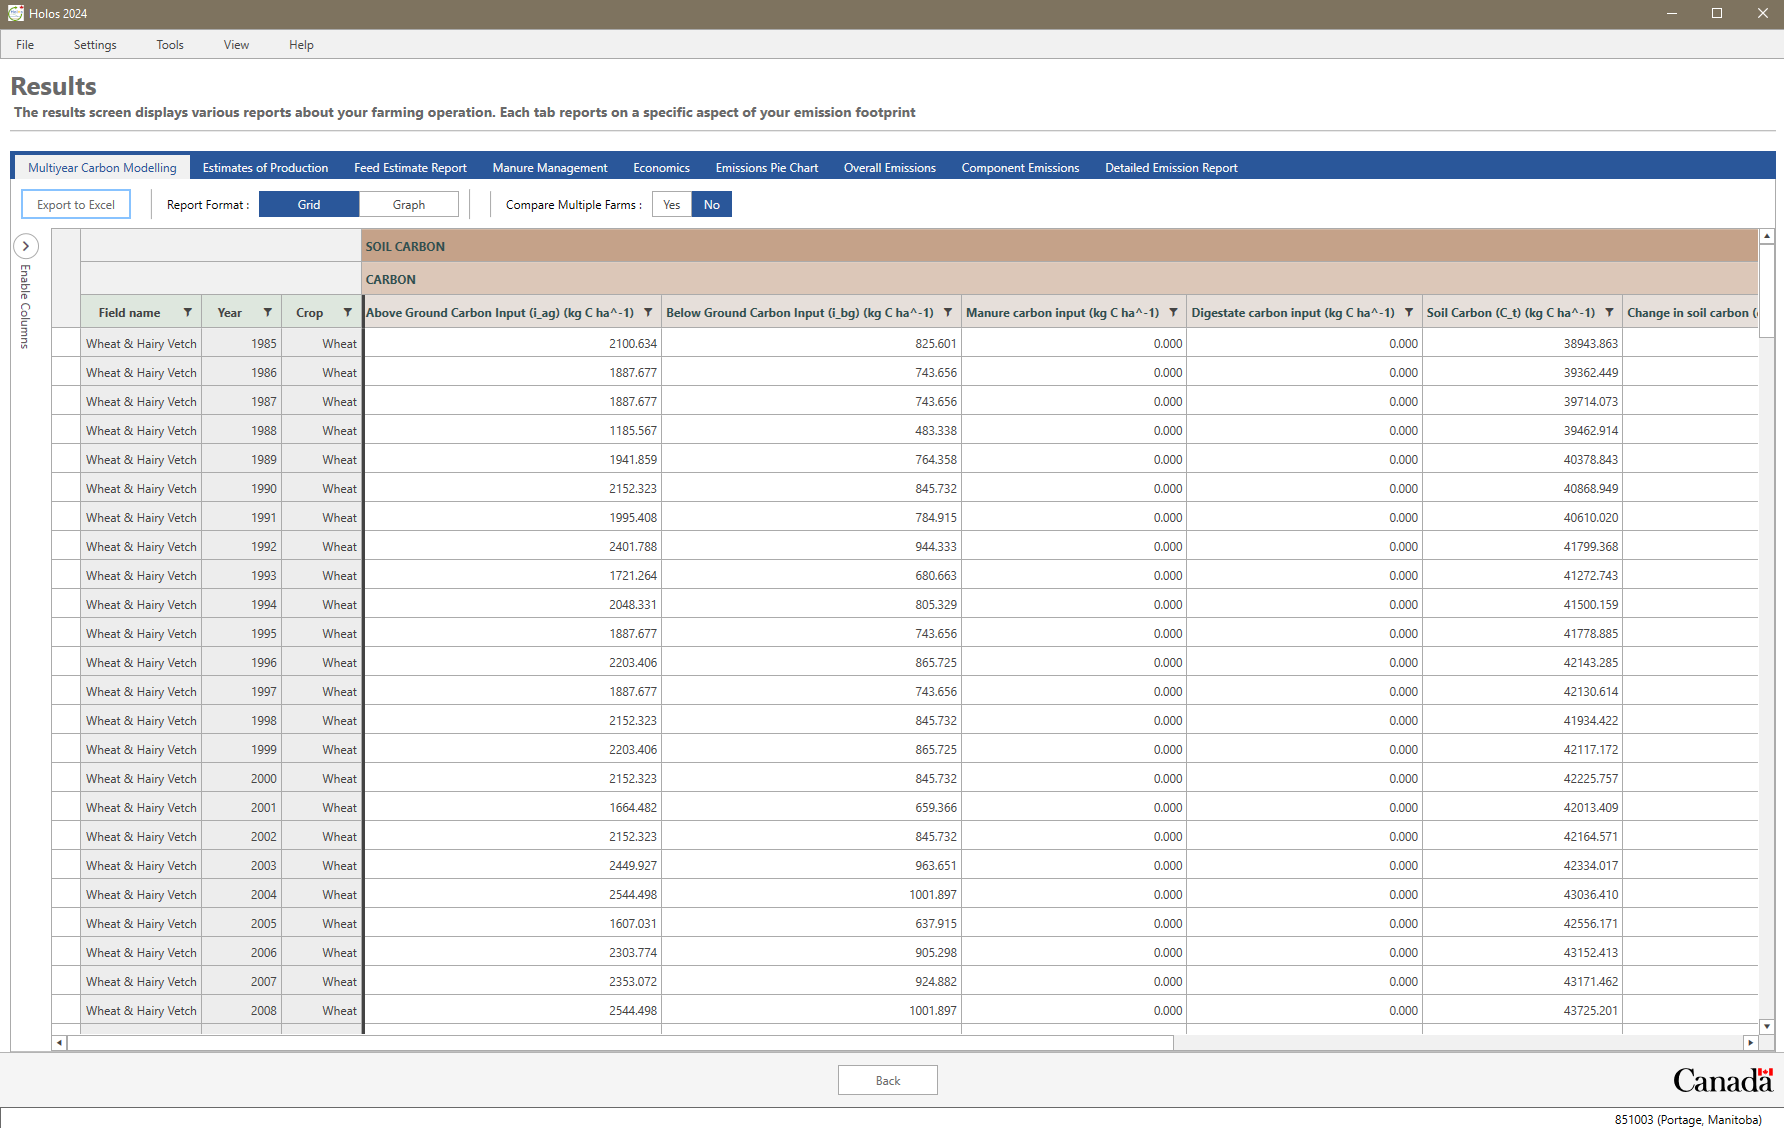 Holos 2024
File Settings Tools View Help
Results
The results screen displays various reports about your farming operation. Each tab reports on a specific aspect of your emission footprint
Multiyear Carbon Modelling Estimates of Production Feed Estimate Report Manure Management Economics Emissions Pie Chart Overall Emissions Component Emissions Detailed Emission Report
Export to Excel Report Format : Grid Graph Compare Multiple Farms : Yes No
Enable Columns
SOIL CARBON
CARBON
Field name Year Crop Above Ground Carbon Input (i_ag) (kg C ha^-1) Below Ground Carbon Input (i_bg) (kg C ha^-1) Manure carbon input (kg C ha^-1) Digestate carbon input (kg C ha^-1) Soil Carbon (C_t) (kg C ha^-1) Change in soil carbon (
Wheat & Hairy Vetch 1985 Wheat 2100.634 825.601 0.000 0.000 38943.863
Wheat & Hairy Vetch 1986 Wheat 1887.677 743.656 0.000 0.000 39362.449
Wheat & Hairy Vetch 1987 Wheat 1887.677 743.656 0.000 0.000 39714.073
Wheat & Hairy Vetch 1988 Wheat 1185.567 483.338 0.000 0.000 39462.914
Wheat & Hairy Vetch 1989 Wheat 1941.859 764.358 0.000 0.000 40378.843
Wheat & Hairy Vetch 1990 Wheat 2152.323 845.732 0.000 0.000 40868.949
Wheat & Hairy Vetch 1991 Wheat 1995.408 784.915 0.000 0.000 40610.020
Wheat & Hairy Vetch 1992 Wheat 2401.788 944.333 0.000 0.000 41799.368
Wheat & Hairy Vetch 1993 Wheat 1721.264 680.663 0.000 0.000 41272.743
Wheat & Hairy Vetch 1994 Wheat 2048.331 805.329 0.000 0.000 41500.159
Wheat & Hairy Vetch 1995 Wheat 1887.677 743.656 0.000 0.000 41778.885
Wheat & Hairy Vetch 1996 Wheat 2203.406 865.725 0.000 0.000 42143.285
Wheat & Hairy Vetch 1997 Wheat 1887.677 743.656 0.000 0.000 42130.614
Wheat & Hairy Vetch 1998 Wheat 2152.323 845.732 0.000 0.000 41934.422
Wheat & Hairy Vetch 1999 Wheat 2203.406 865.725 0.000 0.000 42117.172
Wheat & Hairy Vetch 2000 Wheat 2152.323 845.732 0.000 0.000 42225.757
Wheat & Hairy Vetch 2001 Wheat 1664.482 659.366 0.000 0.000 42013.409
Wheat & Hairy Vetch 2002 Wheat 2152.323 845.732 0.000 0.000 42164.571
Wheat & Hairy Vetch 2003 Wheat 2449.927 963.651 0.000 0.000 42334.017
Wheat & Hairy Vetch 2004 Wheat 2544.498 1001.897 0.000 0.000 43036.410
Wheat & Hairy Vetch 2005 Wheat 1607.031 637.915 0.000 0.000 42556.171
Wheat & Hairy Vetch 2006 Wheat 2303.774 905.298 0.000 0.000 43152.413
Wheat & Hairy Vetch 2007 Wheat 2353.072 924.882 0.000 0.000 43171.462
Wheat & Hairy Vetch 2008 Wheat 2544.498 1001.897 0.000 0.000 43725.201
Back
Canada
851003 (Portage, Manitoba)